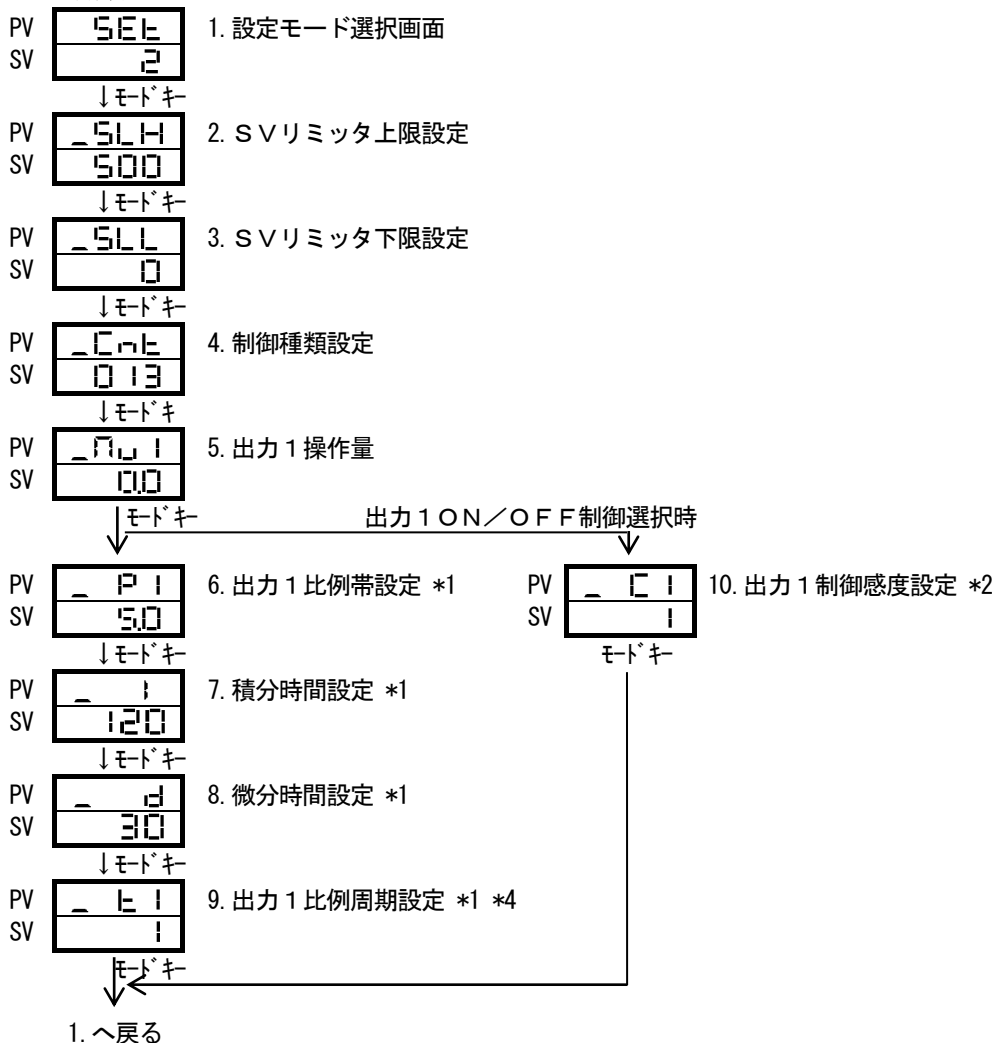 PV SEt 1. 設定モード選択画面
SV 2
↓ﾓｰﾄﾞｷｰ
PV _SLH 2. ＳＶリミッタ上限設定
SV 500
↓ﾓｰﾄﾞｷｰ
PV _SLL 3. ＳＶリミッタ下限設定
SV 0
↓ﾓｰﾄﾞｷｰ
PV _Cnt 4. 制御種類設定
SV 013
↓ﾓｰﾄﾞｷ
PV _Mv1 5. 出力１操作量
SV 0.0
ﾓｰﾄﾞｷｰ 出力１ＯＮ／ＯＦＦ制御選択時
PV _ P1 6. 出力１比例帯設定 *1 PV _ C1 10. 出力１制御感度設定 *2
SV 5.0 SV 1
↓ﾓｰﾄﾞｷｰ ﾓｰﾄﾞｷｰ
PV _ i 7. 積分時間設定 *1
SV 120
↓ﾓｰﾄﾞｷｰ
PV _ d 8. 微分時間設定 *1
SV 30
↓ﾓｰﾄﾞｷｰ
PV _ t1 9. 出力１比例周期設定 *1 *4
SV 1
ﾓｰﾄﾞｷｰ
1. へ戻る